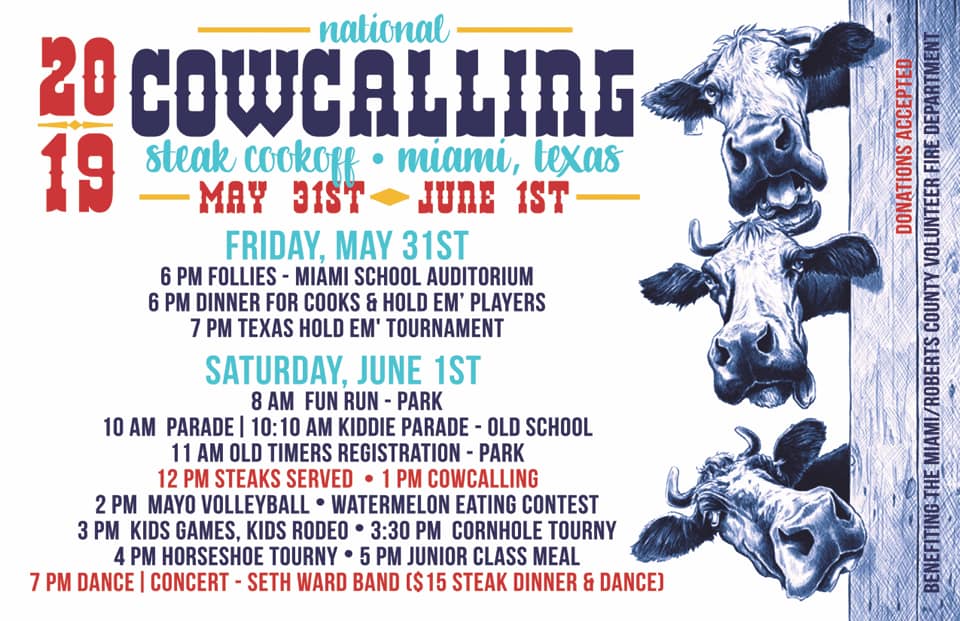 2019
national
COWCALLING
steak cookoff • miami, texas
MAY 31ST JUNE 1ST
FRIDAY, MAY 31ST
6 PM FOLLIES - MIAMI SCHOOL AUDITORIUM
6 PM DINNER FOR COOKS & HOLD EM' PLAYERS
7 PM TEXAS HOLD EM' TOURNAMENT
SATURDAY, JUNE 1ST
8 AM FUN RUN - PARK
10 AM PARADE | 10:10 AM KIDDIE PARADE - OLD SCHOOL
11 AM OLD TIMERS REGISTRATION - PARK
12 PM STEAKS SERVED • 1 PM COWCALLING
2 PM MAYO VOLLEYBALL • WATERMELON EATING CONTEST
3 PM KIDS GAMES, KIDS RODEO • 3:30 PM CORNHOLE TOURNY
4 PM HORSESHOE TOURNY • 5 PM JUNIOR CLASS MEAL
7 PM DANCE | CONCERT - SETH WARD BAND ($15 STEAK DINNER & DANCE)
DONATIONS ACCEPTED
BENEFITING THE MIAMI/ROBERTS COUNTY VOLUNTEER FIRE DEPARTMENT